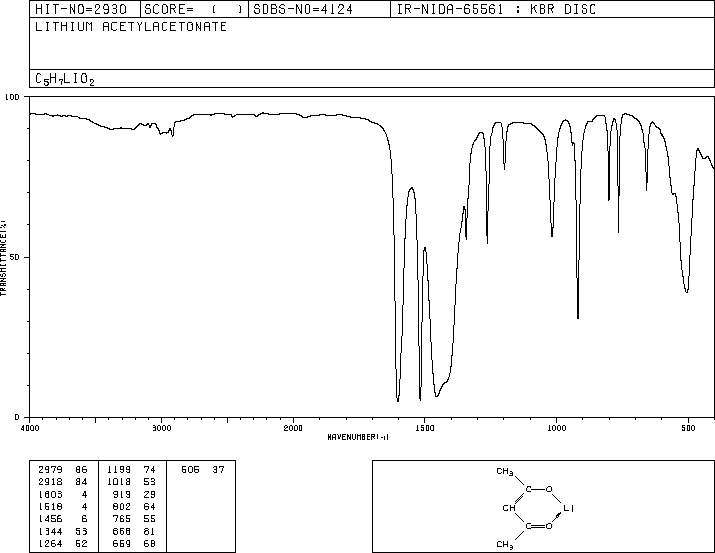 HIT-NO=2930 SCORE= ( ) SDBS-NO=4124 IR-NIDA-65561 : KBR DISC
LITHIUM ACETYLACETONATE
C5H7LIO2
100
50
0
TRANSMITTANCE(%)
4000 3000 2000 1500 1000 500
WAVENUMBER(-1)
2979 86 1199 74 505 37
2918 84 1018 53
1603 4 919 29
1518 4 802 64
1456 6 765 55
1344 53 658 81
1264 52 659 68
CH3
C O
CH LI
C O
CH3